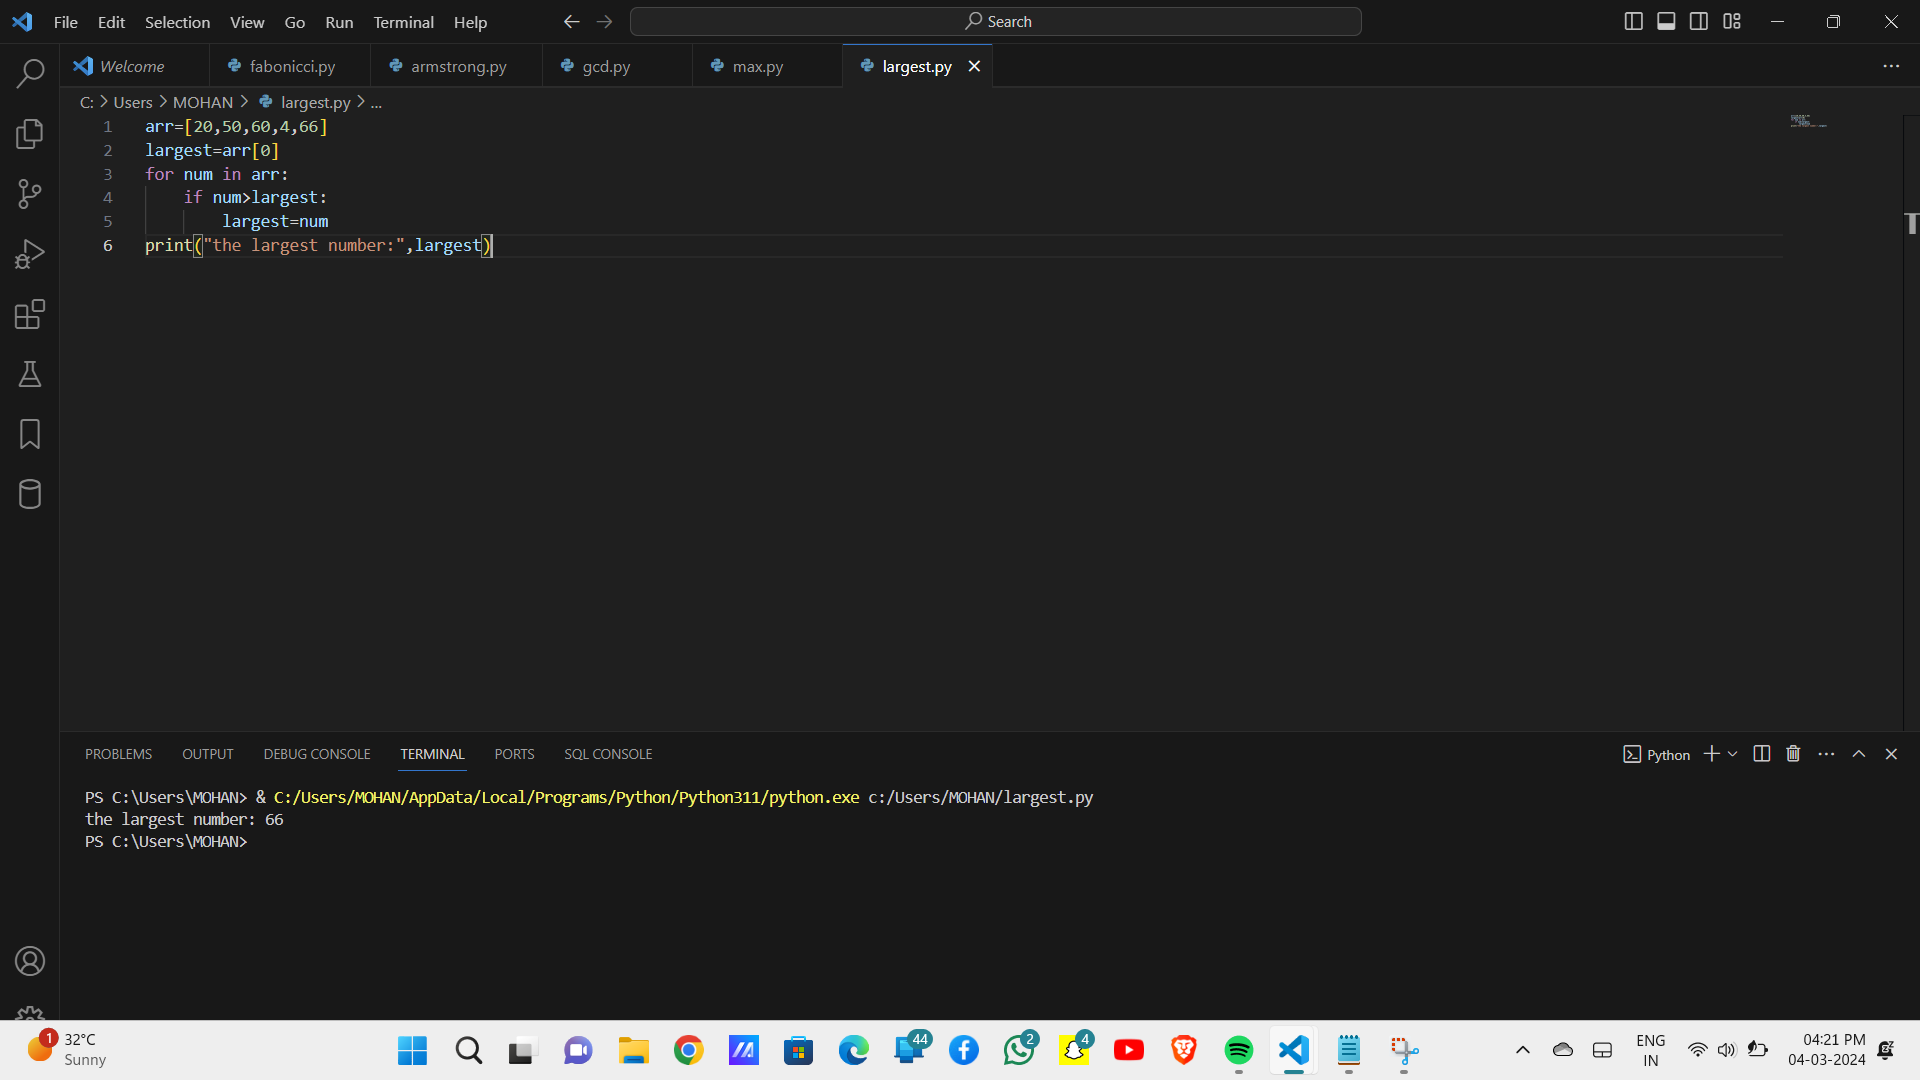 File Edit Selection View Go Run Terminal Help Search
Welcome fabonicci.py armstrong.py gcd.py max.py largest.py
C: > Users > MOHAN > largest.py > ...
1 arr=[20,50,60,4,66]
2 largest=arr[0]
3 for num in arr:
4 if num>largest:
5 largest=num
6 print("the largest number:",largest)
PROBLEMS OUTPUT DEBUG CONSOLE TERMINAL PORTS SQL CONSOLE Python
PS C:\Users\MOHAN> & C:/Users/MOHAN/AppData/Local/Programs/Python/Python311/python.exe c:/Users/MOHAN/largest.py
the largest number: 66
PS C:\Users\MOHAN>
1 32°C 44 2 4 ENG 04:21 PM
Sunny IN 04-03-2024